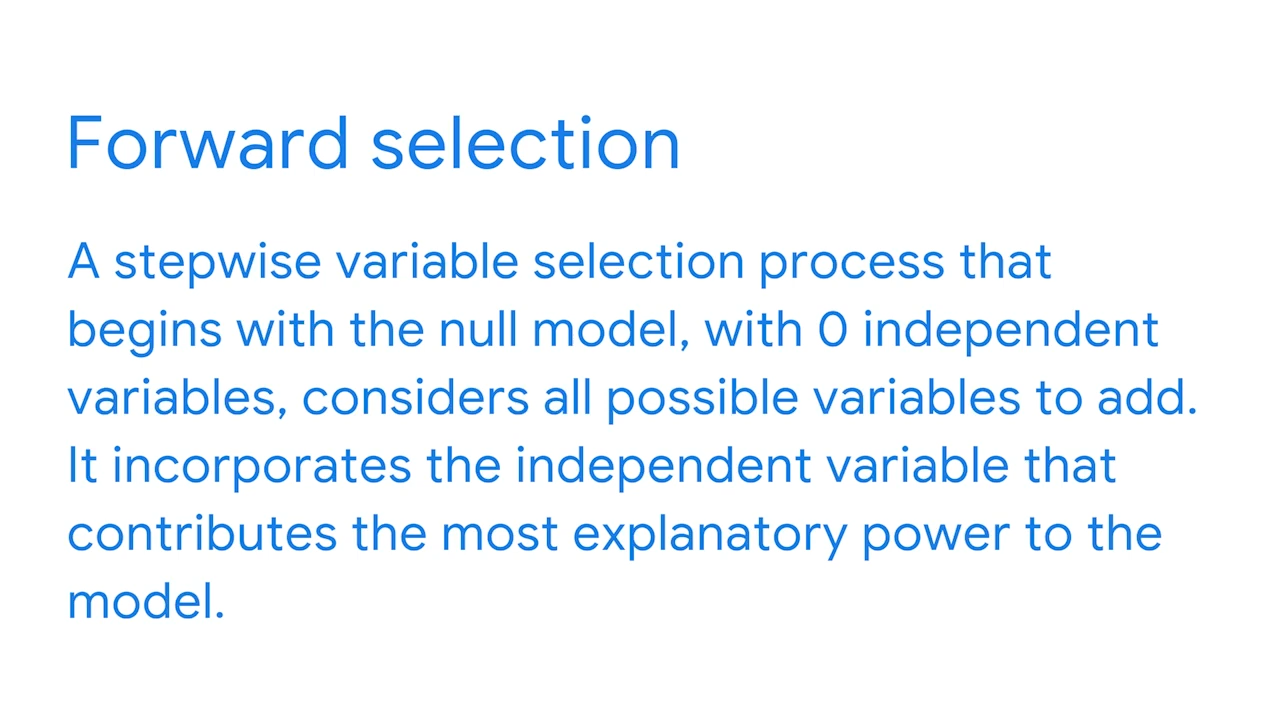 Forward selection
A stepwise variable selection process that
begins with the null model, with 0 independent
variables, considers all possible variables to add.
It incorporates the independent variable that
contributes the most explanatory power to the
model.